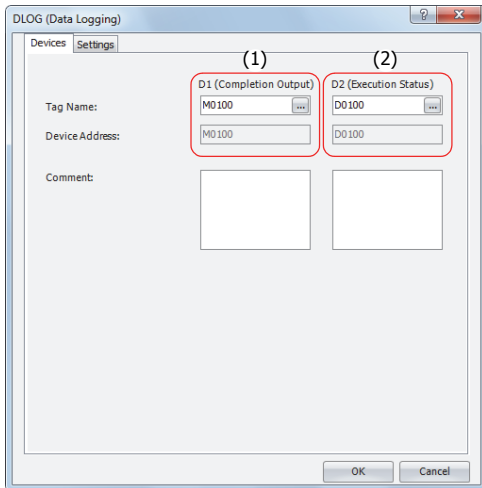 DLOG (Data Logging)
Devices Settings
(1) (2)
D1 (Completion Output) D2 (Execution Status)
Tag Name: M0100 ... D0100 ...
Device Address: M0100 D0100
Comment:
OK Cancel